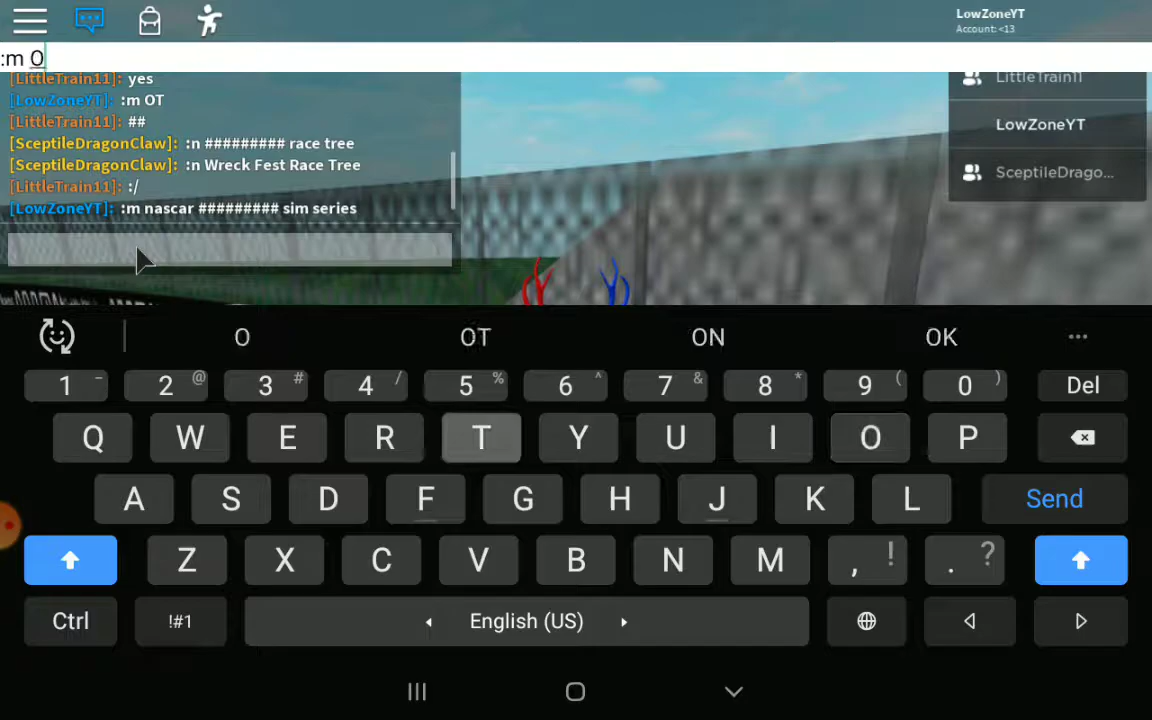 LowZoneYT
Account: <13
:m O
[LittleTrain11]: yes
[LowZoneYT]: :m OT
[LittleTrain11]: ##
[SceptileDragonClaw]: :n ######### race tree
[SceptileDragonClaw]: :n Wreck Fest Race Tree
[LittleTrain11]: :/
[LowZoneYT]: :m nascar ######### sim series
LittleTrain11
LowZoneYT
SceptileDrago...
O OT ON OK ...
1 - 2 @ 3 # 4 / 5 % 6 ^ 7 & 8 * 9 ( 0 ) Del
Q W E R T Y U I O P
A S D F G H J K L Send
Z X C V B N M , ! . ?
Ctrl !#1 English (US)